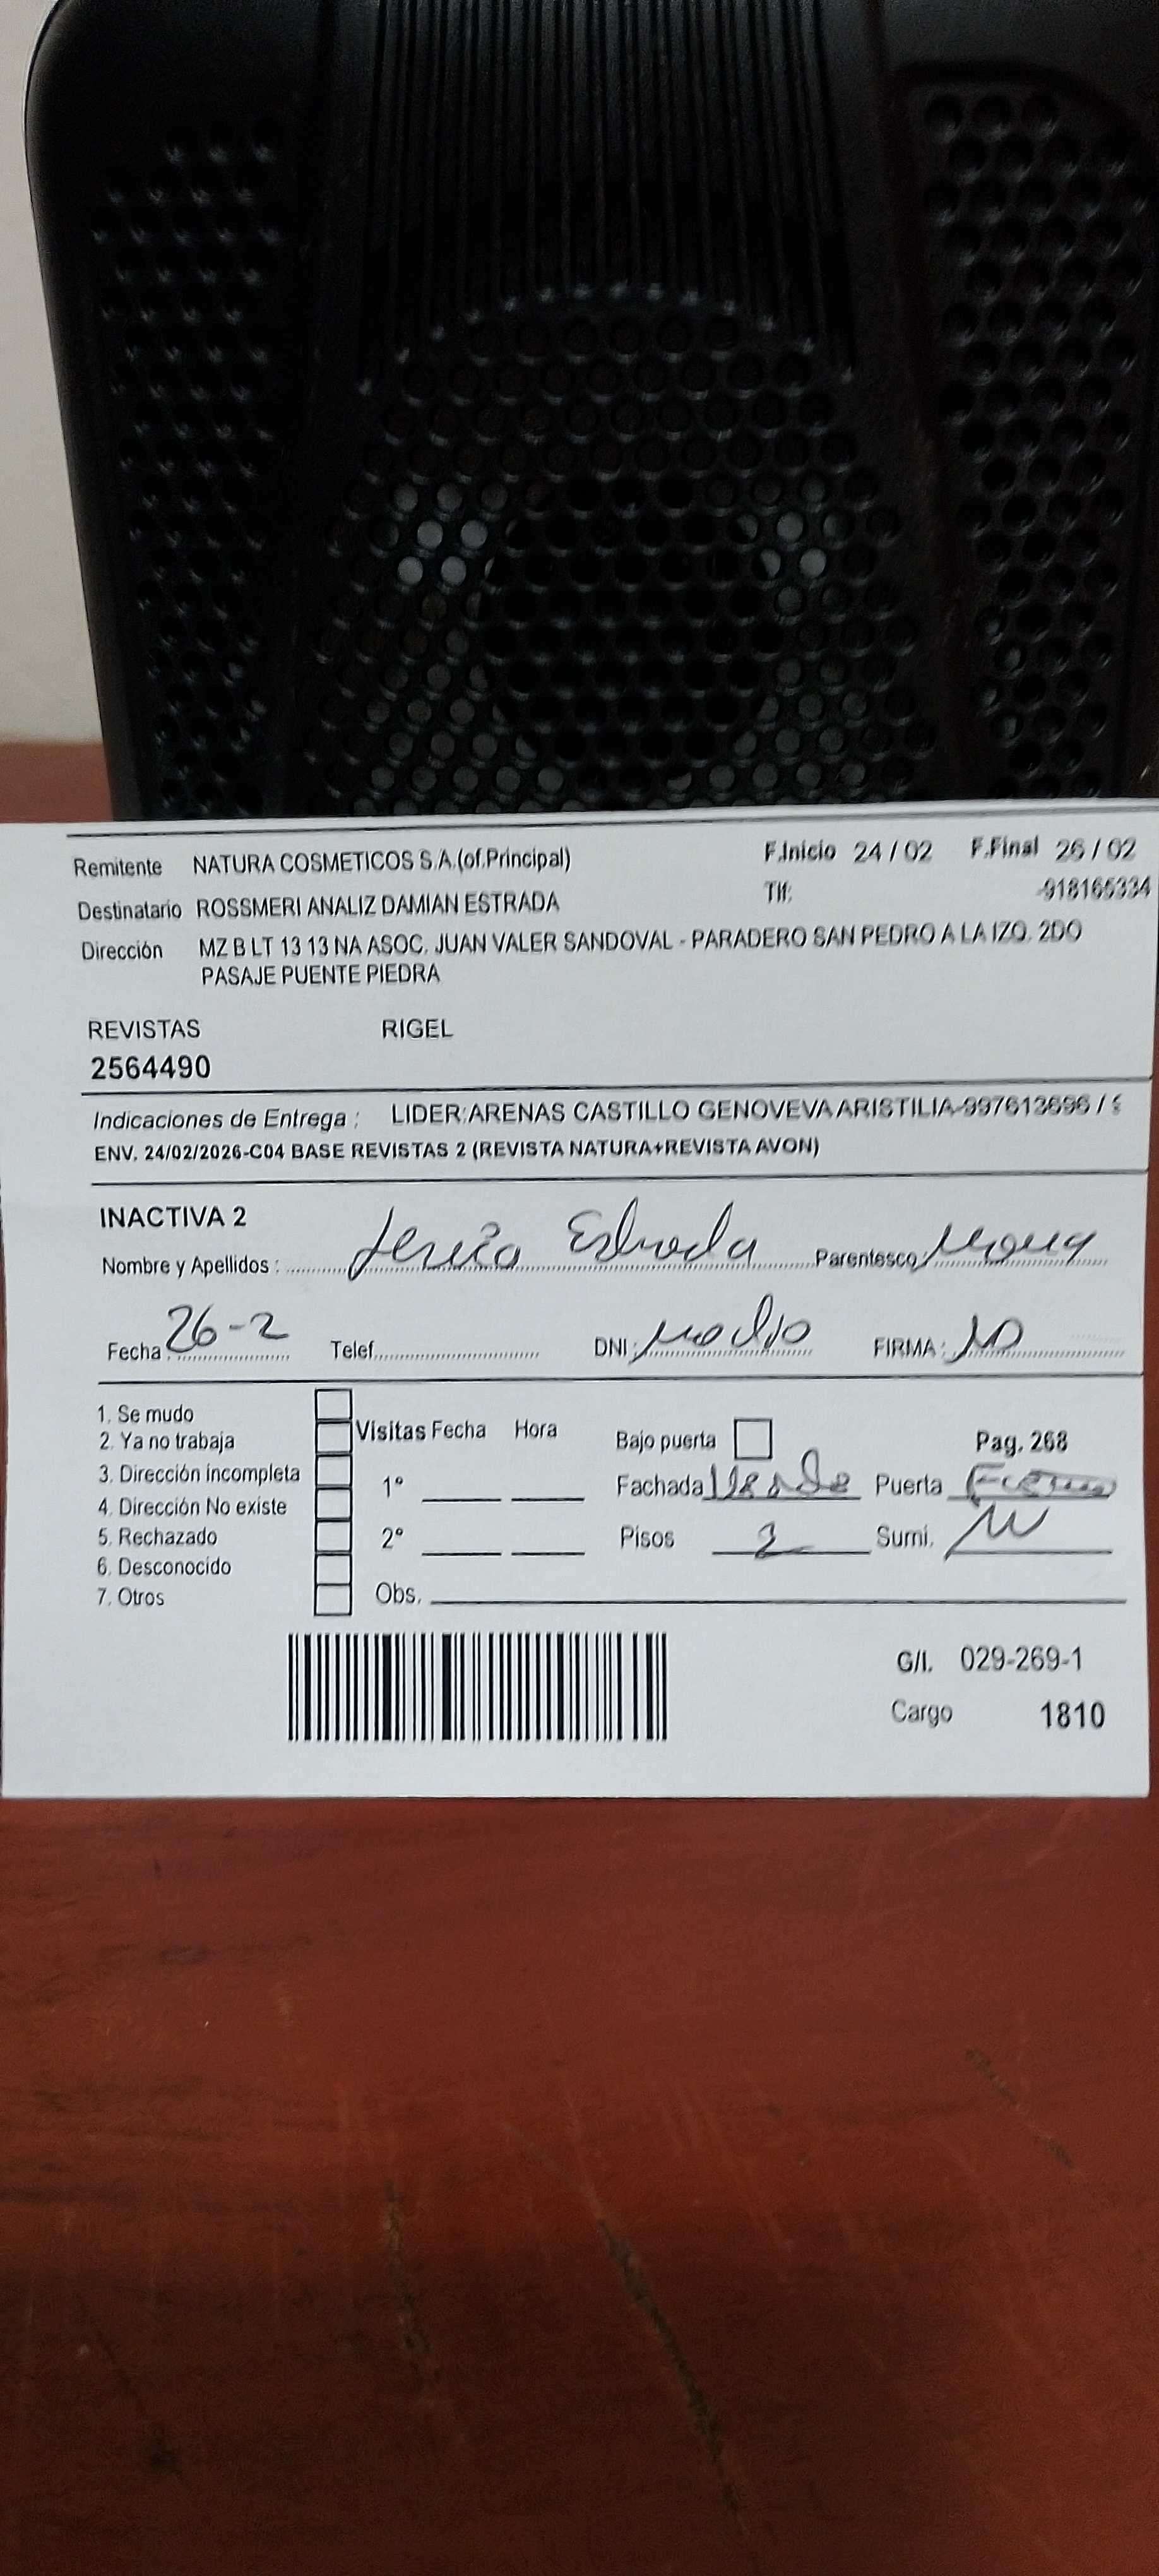 Remitente NATURA COSMETICOS S.A.(of.Principal) F.Inicio 24 / 02 F.Final 26 / 02
Destinatario ROSSMERI ANALIZ DAMIAN ESTRADA Tlf: -918165334
Dirección MZ B LT 13 13 NA ASOC. JUAN VALER SANDOVAL - PARADERO SAN PEDRO A LA IZQ. 2DO
PASAJE PUENTE PIEDRA
REVISTAS RIGEL
2564490
Indicaciones de Entrega : LIDER:ARENAS CASTILLO GENOVEVA ARISTILIA-997613696 /
ENV. 24/02/2026-C04 BASE REVISTAS 2 (REVISTA NATURA+REVISTA AVON)
INACTIVA 2
Nombre y Apellidos : Estrada Parentesco
Fecha 26-2 Telef. DNI: FIRMA:
1. Se mudo
2. Ya no trabaja
3. Dirección incompleta
4. Dirección No existe
5. Rechazado
6. Desconocido
7. Otros
Visitas Fecha Hora
1°
2°
Obs.
Bajo puerta Pag. 268
Fachada Puerta
Pisos 2 Sumi.
G/I. 029-269-1
Cargo 1810